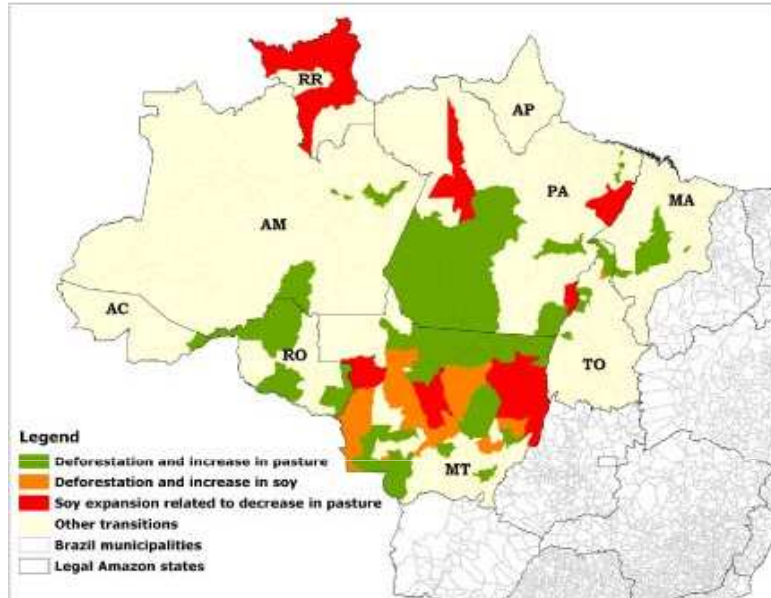 RR
AP
PA
MA
AM
AC
RO
TO
MT
Legend
Deforestation and increase in pasture
Deforestation and increase in soy
Soy expansion related to decrease in pasture
Other transitions
Brazil municipalities
Legal Amazon states